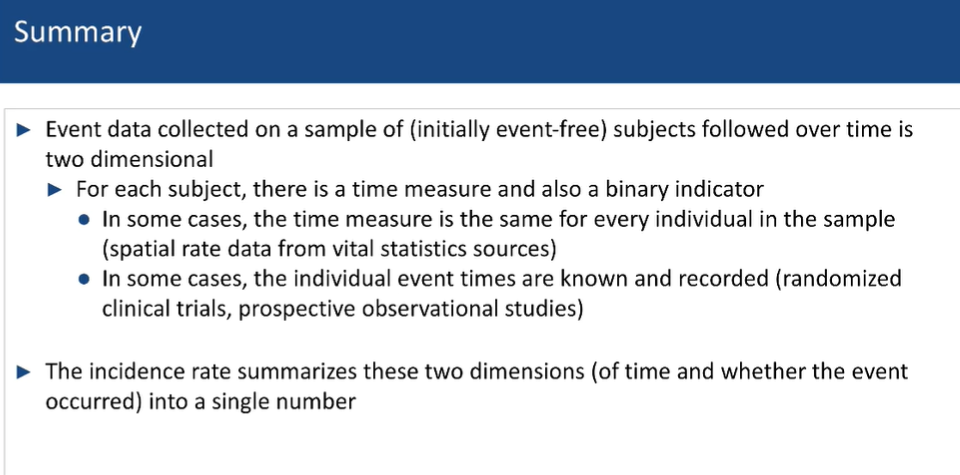 Summary
► Event data collected on a sample of (initially event-free) subjects followed over time is
two dimensional
► For each subject, there is a time measure and also a binary indicator
● In some cases, the time measure is the same for every individual in the sample
(spatial rate data from vital statistics sources)
● In some cases, the individual event times are known and recorded (randomized
clinical trials, prospective observational studies)
► The incidence rate summarizes these two dimensions (of time and whether the event
occurred) into a single number